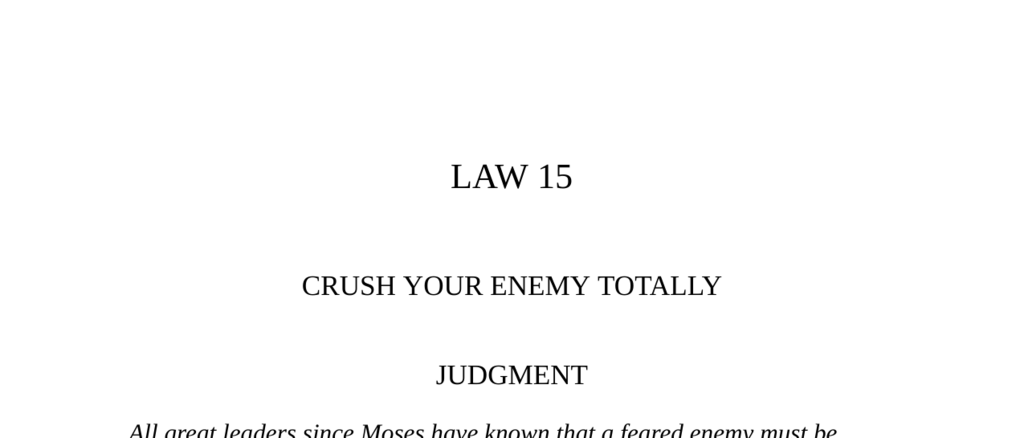 LAW 15
CRUSH YOUR ENEMY TOTALLY
JUDGMENT
All great leaders since Moses have known that a feared enemy must be